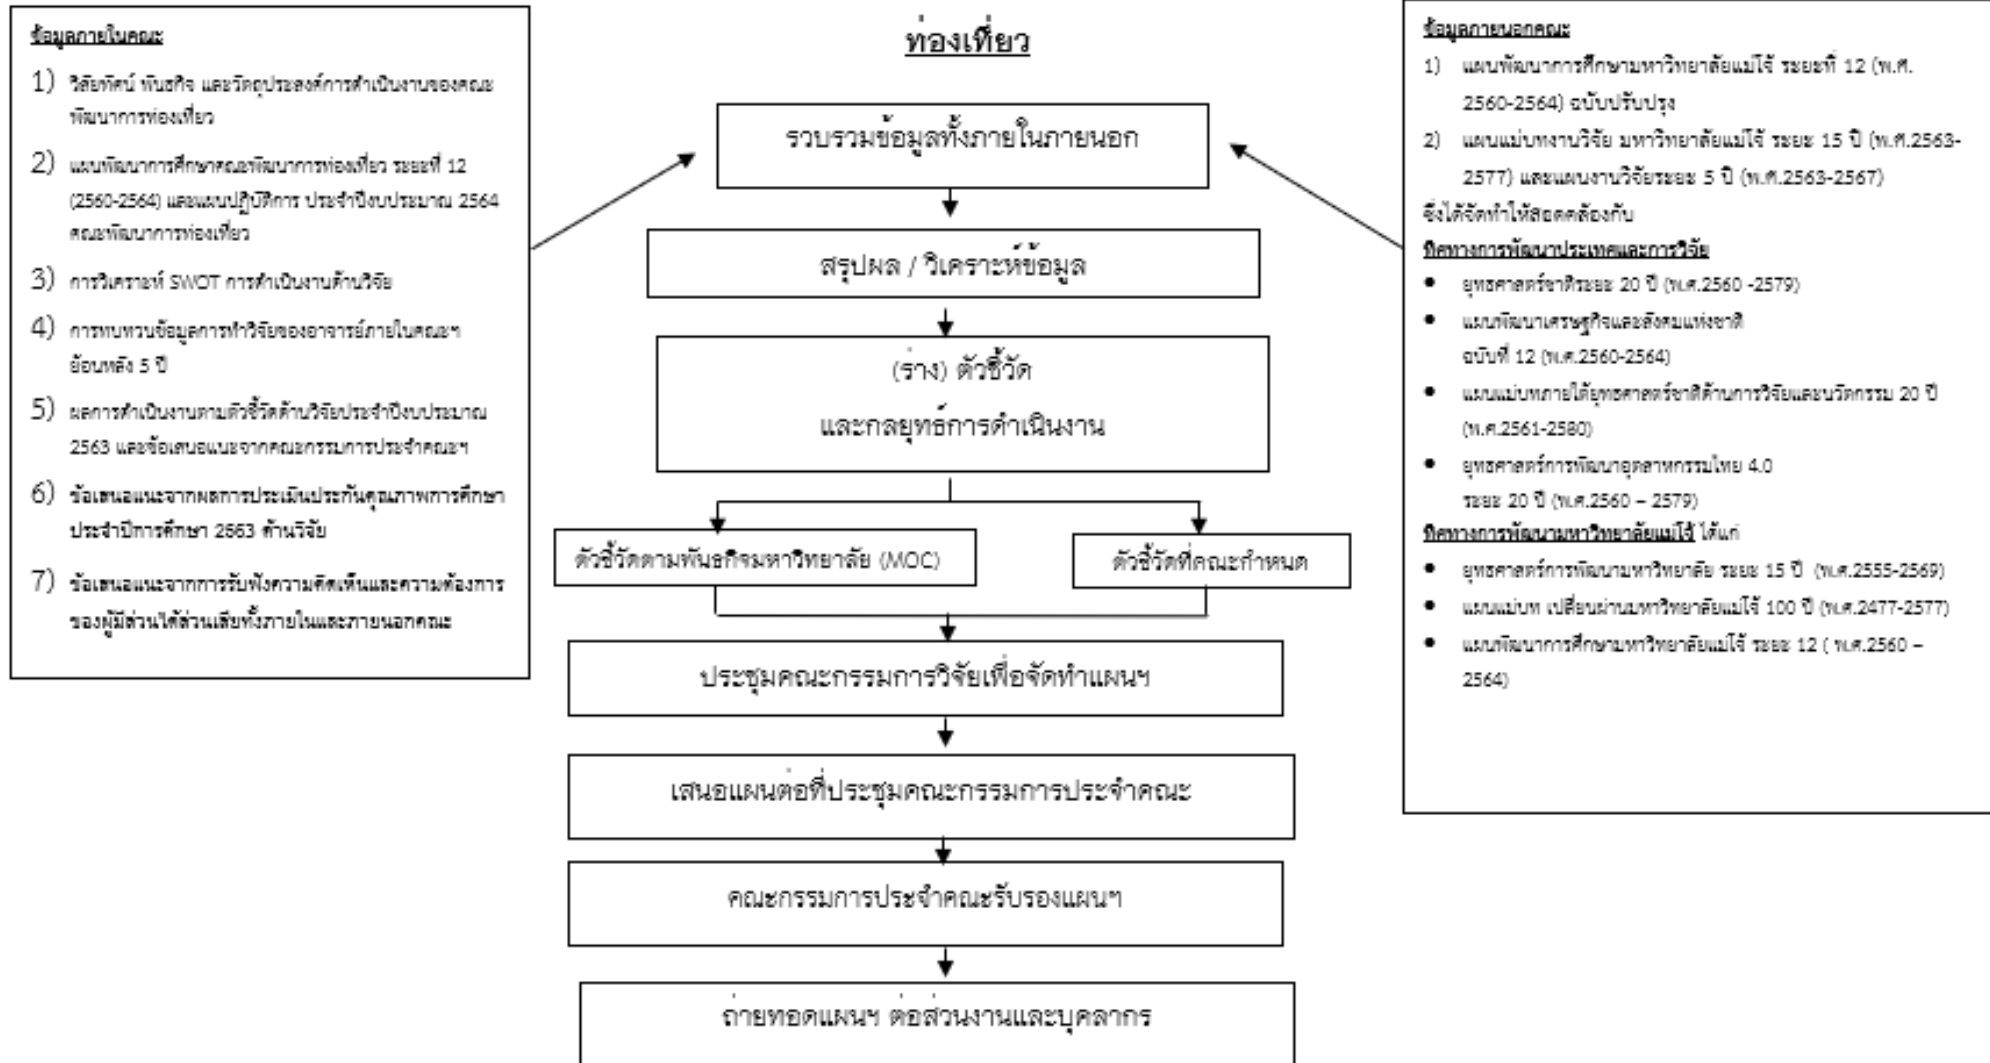 ข้อมูลภายในคณะ
1) วิสัยทัศน์ พันธกิจ และวัตถุประสงค์การดำเนินงานของคณะ
พัฒนาการท่องเที่ยว
2) แผนพัฒนาการศึกษาคณะพัฒนาการท่องเที่ยว ระยะที่ 12
(2560-2564) และแผนปฏิบัติการ ประจำปีงบประมาณ 2564
คณะพัฒนาการท่องเที่ยว
3) การวิเคราะห์ SWOT การดำเนินงานด้านวิจัย
4) การทบทวนข้อมูลการทำวิจัยของอาจารย์ภายในคณะฯ
ย้อนหลัง 5 ปี
5) ผลการดำเนินงานตามตัวชี้วัดด้านวิจัยประจำปีงบประมาณ
2563 และข้อเสนอแนะจากคณะกรรมการประจำคณะฯ
6) ข้อเสนอแนะจากผลการประเมินประกันคุณภาพการศึกษา
ประจำปีการศึกษา 2563 ด้านวิจัย
7) ข้อเสนอแนะจากการรับฟังความคิดเห็นและความต้องการ
ของผู้มีส่วนได้ส่วนเสียทั้งภายในและภายนอกคณะ
ท่องเที่ยว
รวบรวมข้อมูลทั้งภายในภายนอก
สรุปผล / วิเคราะห์ข้อมูล
(ร่าง) ตัวชี้วัด
และกลยุทธ์การดำเนินงาน
ตัวชี้วัดตามพันธกิจมหาวิทยาลัย (MOC)
ตัวชี้วัดที่คณะกำหนด
ประชุมคณะกรรมการวิจัยเพื่อจัดทำแผนฯ
เสนอแผนต่อที่ประชุมคณะกรรมการประจำคณะ
คณะกรรมการประจำคณะรับรองแผนฯ
ถ่ายทอดแผนฯ ต่อส่วนงานและบุคลากร
ข้อมูลภายนอกคณะ
1) แผนพัฒนาการศึกษามหาวิทยาลัยแม่โจ้ ระยะที่ 12 (พ.ศ.
2560-2564) ฉบับปรับปรุง
2) แผนแม่บทงานวิจัย มหาวิทยาลัยแม่โจ้ ระยะ 15 ปี (พ.ศ.2563-
2577) และแผนงานวิจัยระยะ 5 ปี (พ.ศ.2563-2567)
ซึ่งได้จัดทำให้สอดคล้องกับ
ทิศทางการพัฒนาประเทศและการวิจัย
• ยุทธศาสตร์ชาติระยะ 20 ปี (พ.ศ.2560 -2579)
• แผนพัฒนาเศรษฐกิจและสังคมแห่งชาติ
ฉบับที่ 12 (พ.ศ.2560-2564)
• แผนแม่บทภายใต้ยุทธศาสตร์ชาติด้านการวิจัยและนวัตกรรม 20 ปี
(พ.ศ.2561-2580)
• ยุทธศาสตร์การพัฒนาอุตสาหกรรมไทย 4.0
ระยะ 20 ปี (พ.ศ.2560 – 2579)
ทิศทางการพัฒนามหาวิทยาลัยแม่โจ้ ได้แก่
• ยุทธศาสตร์การพัฒนามหาวิทยาลัย ระยะ 15 ปี (พ.ศ.2555-2569)
• แผนแม่บท เปลี่ยนผ่านมหาวิทยาลัยแม่โจ้ 100 ปี (พ.ศ.2477-2577)
• แผนพัฒนาการศึกษามหาวิทยาลัยแม่โจ้ ระยะ 12 ( พ.ศ.2560 –
2564)